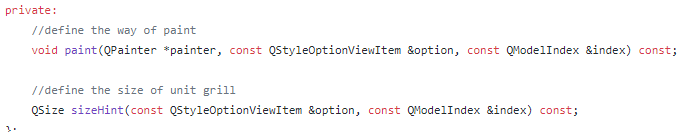 private:
//define the way of paint
void paint(QPainter *painter, const QStyleOptionViewItem &option, const QModelIndex &index) const;
//define the size of unit grill
QSize sizeHint(const QStyleOptionViewItem &option, const QModelIndex &index) const;
};